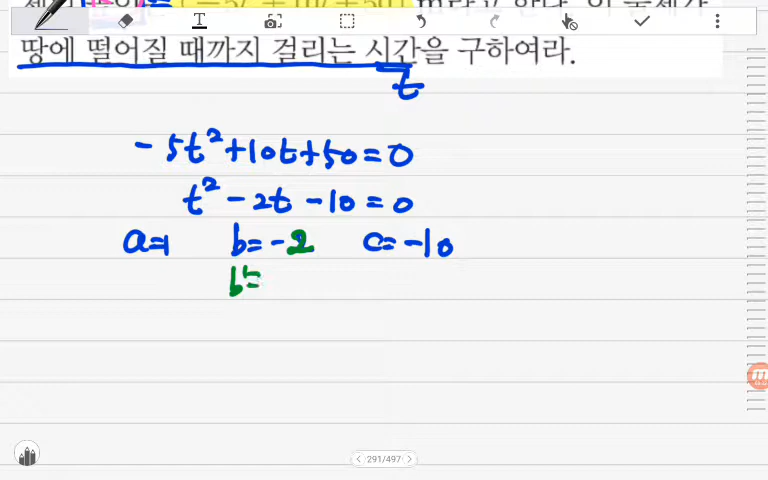 땅에 떨어질 때까지 걸리는 시간을 구하여라.
t
-5t²+10t+50=0
t²-2t-10=0
a=1 b=-2 c=-10
b'=
291/497